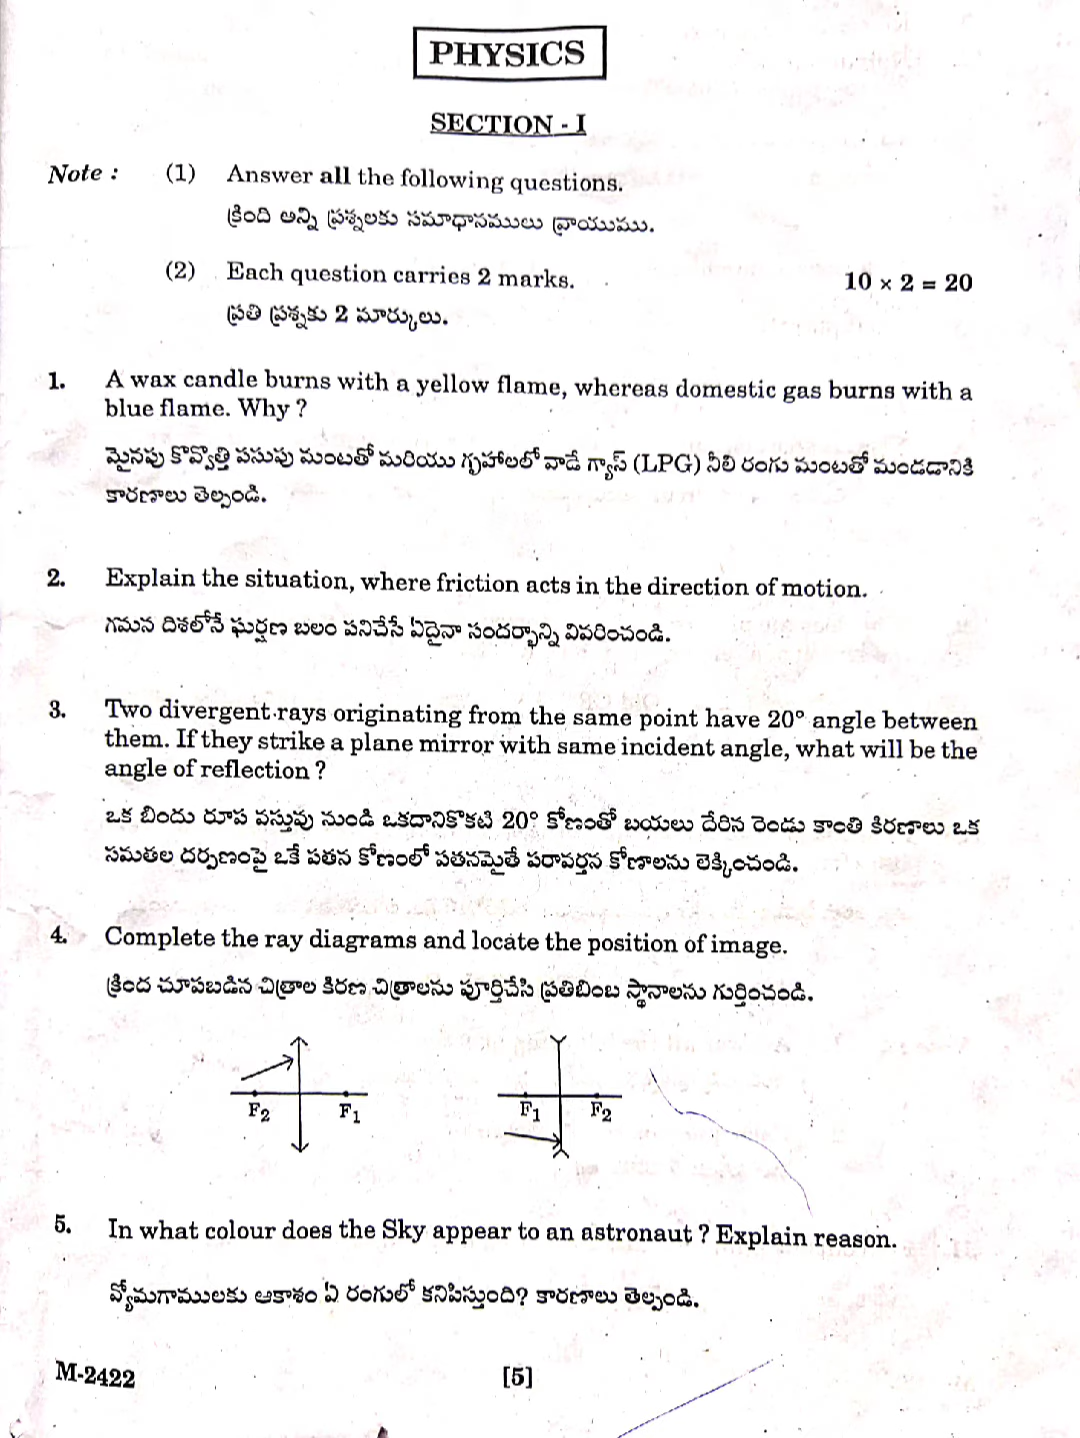 PHYSICS
SECTION - I
Note : (1) Answer all the following questions.
క్రింది అన్ని ప్రశ్నలకు సమాధానములు వ్రాయుము.
(2) Each question carries 2 marks. 10 × 2 = 20
ప్రతి ప్రశ్నకు 2 మార్కులు.
1. A wax candle burns with a yellow flame, whereas domestic gas burns with a
blue flame. Why ?
మైనపు కొవ్వొత్తి పసుపు మంటతో మరియు గృహాలలో వాడే గ్యాస్ (LPG) నీలి రంగు మంటతో మండడానికి
కారణాలు తెల్పండి.
2. Explain the situation, where friction acts in the direction of motion.
గమన దిశలోనే ఘర్షణ బలం పనిచేసే ఏదైనా సందర్భాన్ని వివరించండి.
3. Two divergent rays originating from the same point have 20° angle between
them. If they strike a plane mirror with same incident angle, what will be the
angle of reflection ?
ఒక బిందు రూప వస్తువు నుండి ఒకదానికొకటి 20° కోణంతో బయలు దేరిన రెండు కాంతి కిరణాలు ఒక
సమతల దర్పణంపై ఒకే పతన కోణంలో పతనమైతే పరావర్తన కోణాలను లెక్కించండి.
4. Complete the ray diagrams and locate the position of image.
క్రింద చూపబడిన చిత్రాల కిరణ చిత్రాలను పూర్తిచేసి ప్రతిబింబ స్థానాలను గుర్తించండి.
F2 F1 F1 F2
5. In what colour does the Sky appear to an astronaut ? Explain reason.
వ్యోమగాములకు ఆకాశం ఏ రంగులో కనిపిస్తుంది? కారణాలు తెల్పండి.
M-2422 [5]